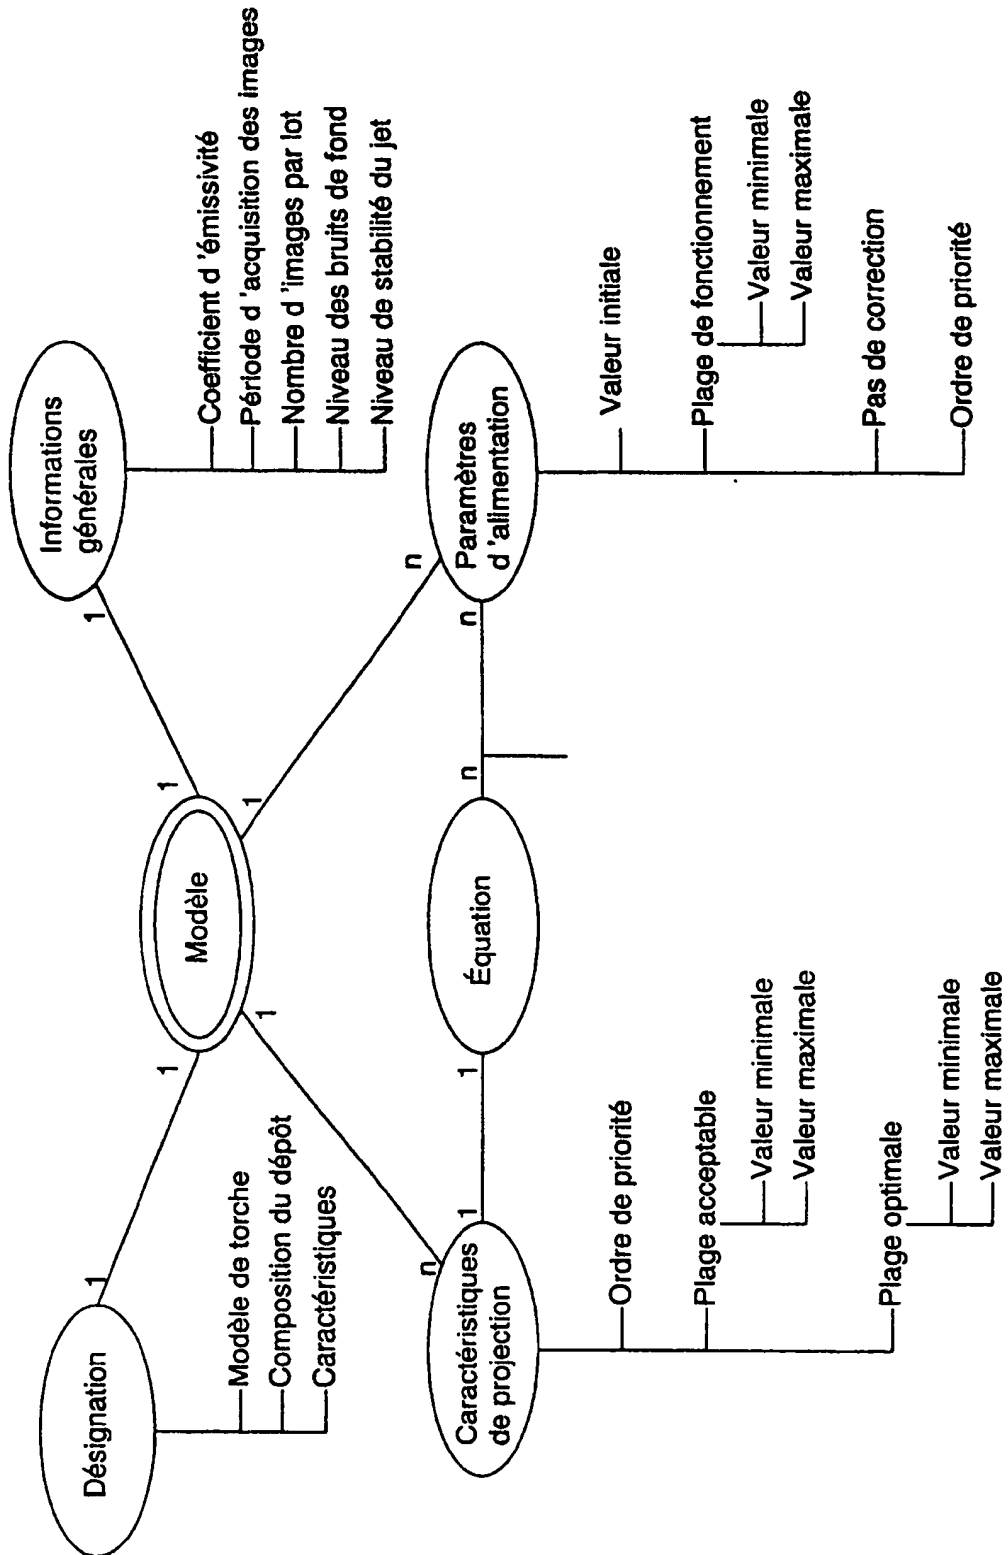 Désignation
Modèle de torche
Composition du dépôt
Caractéristiques
1
1
Modèle
1
1
Informations
générales
Coefficient d 'émissivité
Période d 'acquisition des images
Nombre d 'images par lot
Niveau des bruits de fond
Niveau de stabilité du jet
1
n
1
n
Caractéristiques
de projection
1
1
Équation
n
n
Paramètres
d 'alimentation
Ordre de priorité
Plage acceptable
Valeur minimale
Valeur maximale
Plage optimale
Valeur minimale
Valeur maximale
Valeur initiale
Plage de fonctionnement
Valeur minimale
Valeur maximale
Pas de correction
Ordre de priorité